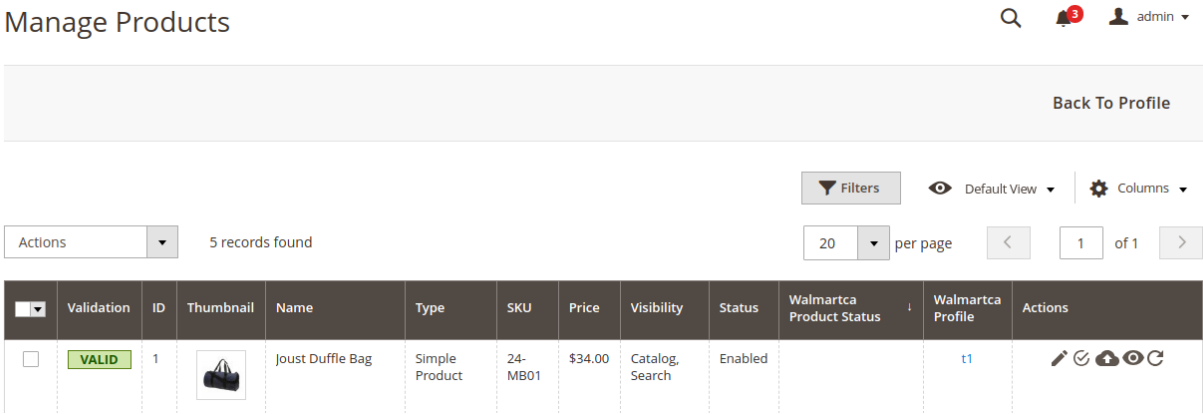 Manage Products
3
admin
Back To Profile
Filters
Default View
Columns
Actions
5 records found
20
per page
1
of 1
Validation ID Thumbnail Name Type SKU Price Visibility Status Walmartca Product Status ↓ Walmartca Profile Actions
VALID 1 Joust Duffle Bag Simple Product 24-MB01 $34.00 Catalog, Search Enabled t1